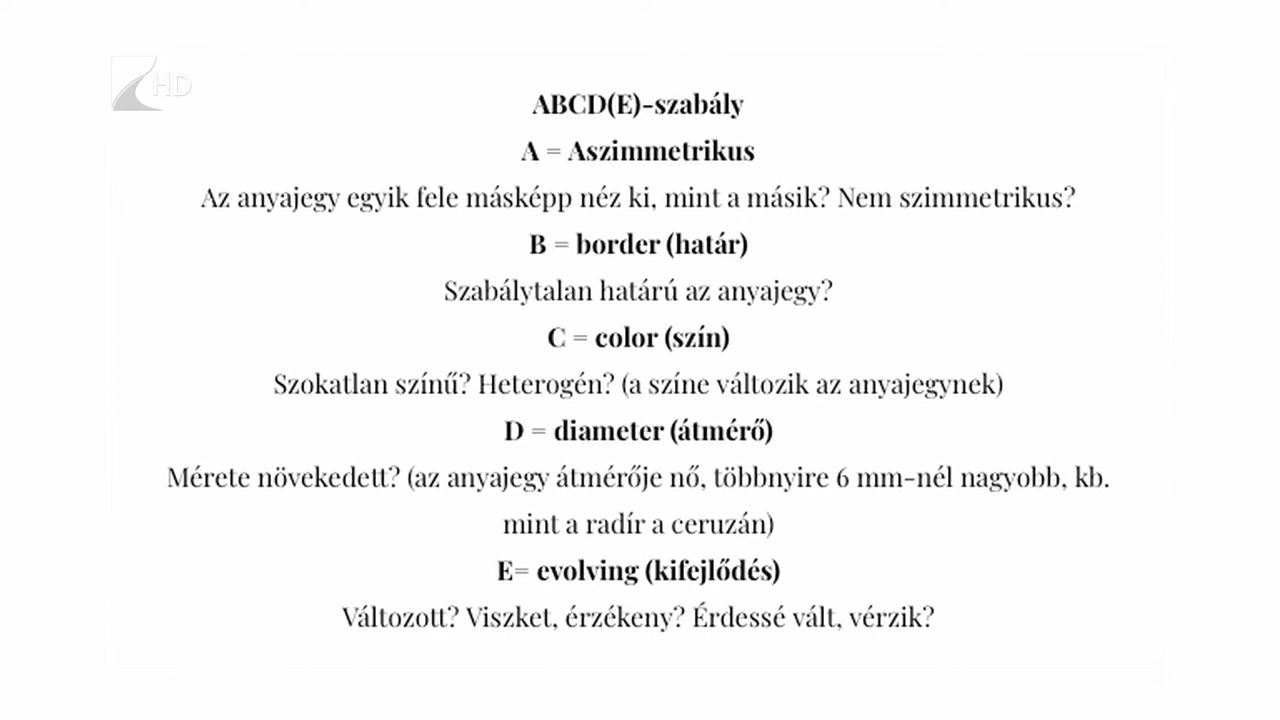 HD
ABCD(E)-szabály
A = Aszimmetrikus
Az anyajegy egyik fele másképp néz ki, mint a másik? Nem szimmetrikus?
B = border (határ)
Szabálytalan határú az anyajegy?
C = color (szín)
Szokatlan színű? Heterogén? (a színe változik az anyajegynek)
D = diameter (átmérő)
Mérete növekedett? (az anyajegy átmérője nő, többnyire 6 mm-nél nagyobb, kb.
mint a radír a ceruzán)
E= evolving (kifejlődés)
Változott? Viszket, érzékeny? Érdessé vált, vérzik?